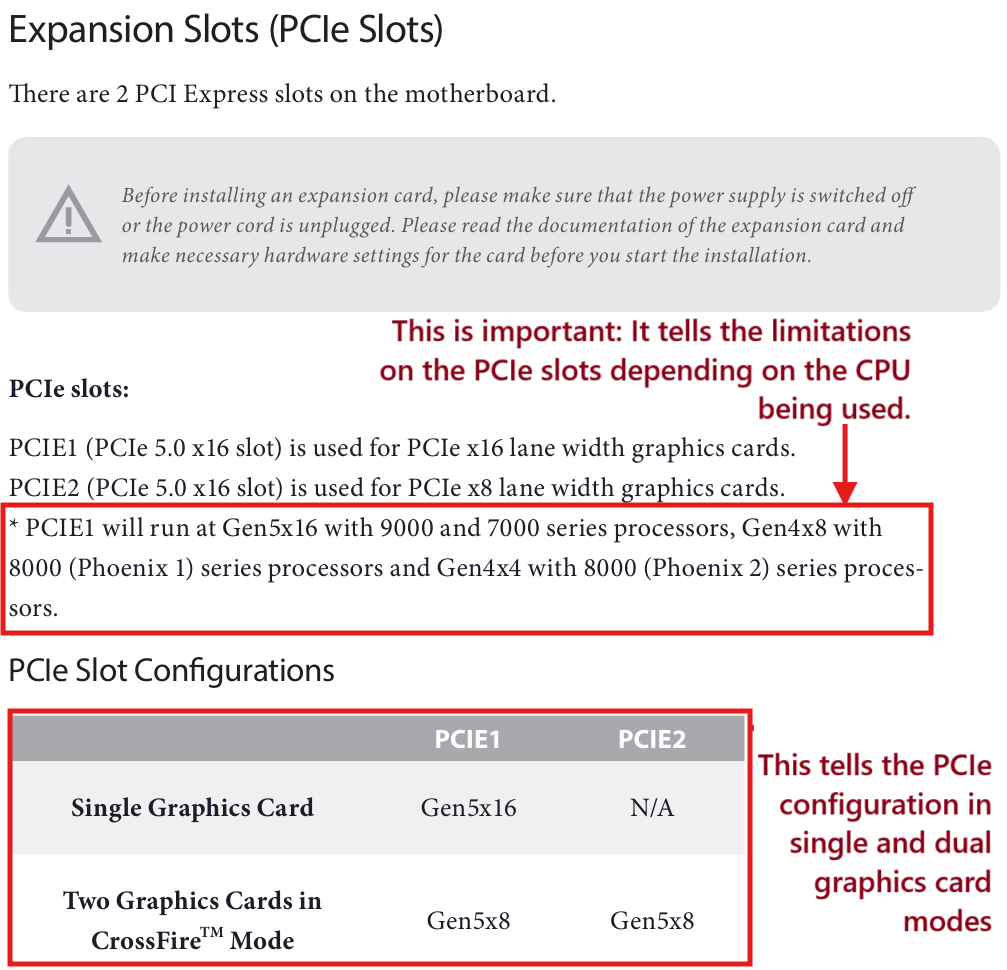 Expansion Slots (PCIe Slots)
There are 2 PCI Express slots on the motherboard.
Before installing an expansion card, please make sure that the power supply is switched off
or the power cord is unplugged. Please read the documentation of the expansion card and
make necessary hardware settings for the card before you start the installation.
This is important: It tells the limitations
on the PCIe slots depending on the CPU
being used.
PCIe slots:
PCIE1 (PCIe 5.0 x16 slot) is used for PCIe x16 lane width graphics cards.
PCIE2 (PCIe 5.0 x16 slot) is used for PCIe x8 lane width graphics cards.
* PCIE1 will run at Gen5x16 with 9000 and 7000 series processors, Gen4x8 with
8000 (Phoenix 1) series processors and Gen4x4 with 8000 (Phoenix 2) series proces-
sors.
PCIe Slot Configurations
PCIE1 PCIE2
Single Graphics Card Gen5x16 N/A
Two Graphics Cards in
CrossFire™ Mode Gen5x8 Gen5x8
This tells the PCIe
configuration in
single and dual
graphics card
modes